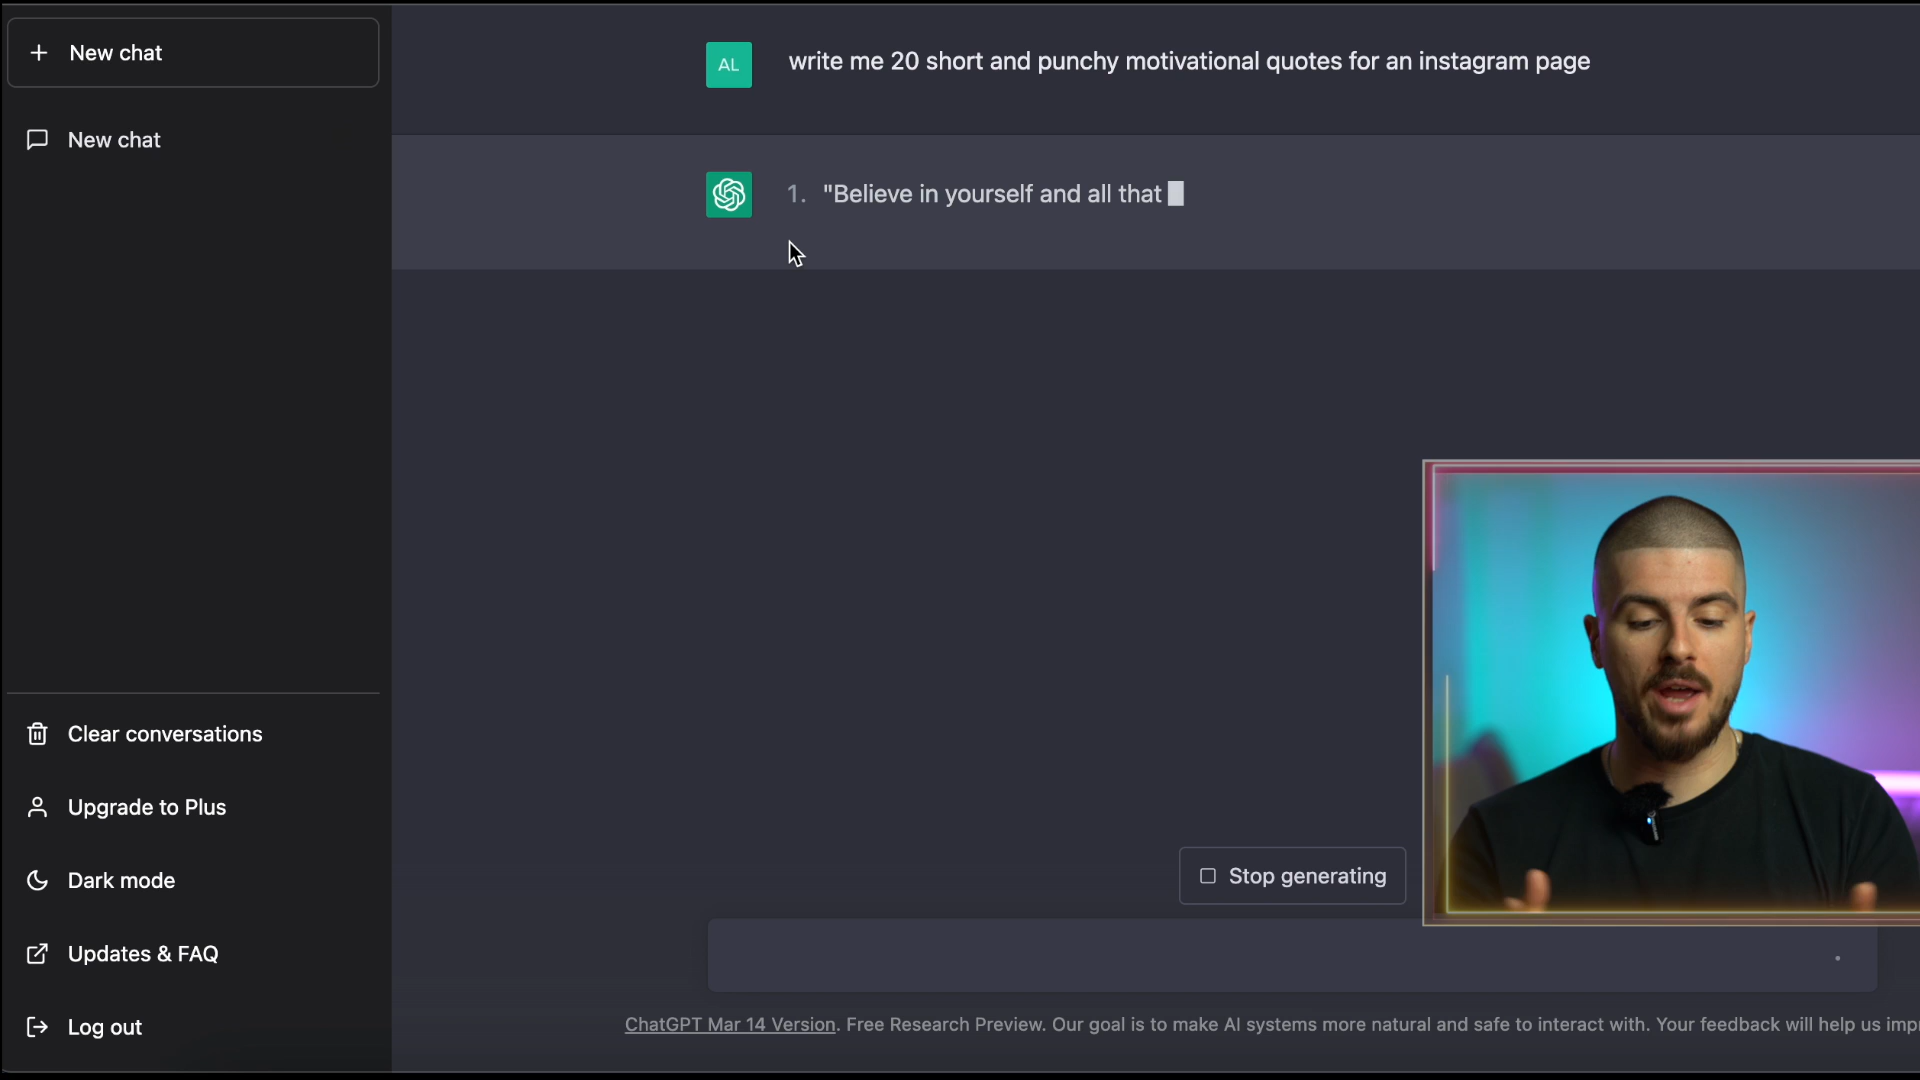 New chat
New chat
AL
write me 20 short and punchy motivational quotes for an instagram page
1. "Believe in yourself and all that
Clear conversations
Upgrade to Plus
Dark mode
Updates & FAQ
Log out
Stop generating
ChatGPT Mar 14 Version. Free Research Preview. Our goal is to make AI systems more natural and safe to interact with. Your feedback will help us impr